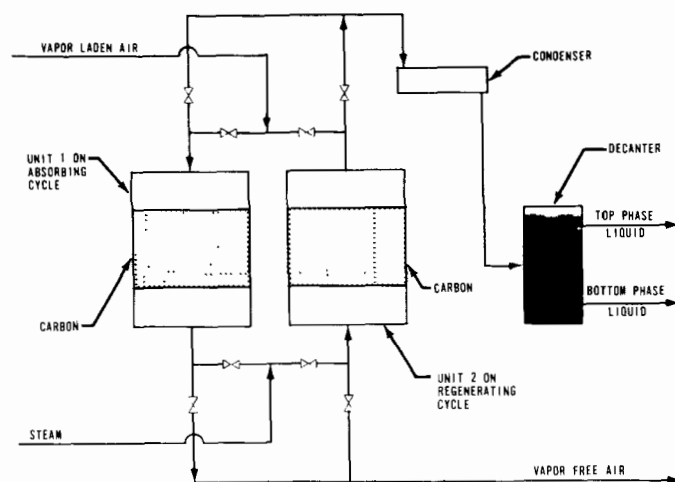 VAPOR LADEN AIR
CONDENSER
UNIT 1 ON
ABSORBING
CYCLE
DECANTER
TOP PHASE
LIQUID
CARBON
BOTTOM PHASE
LIQUID
CARBON
UNIT 2 ON
REGENERATING
CYCLE
STEAM
VAPOR FREE AIR